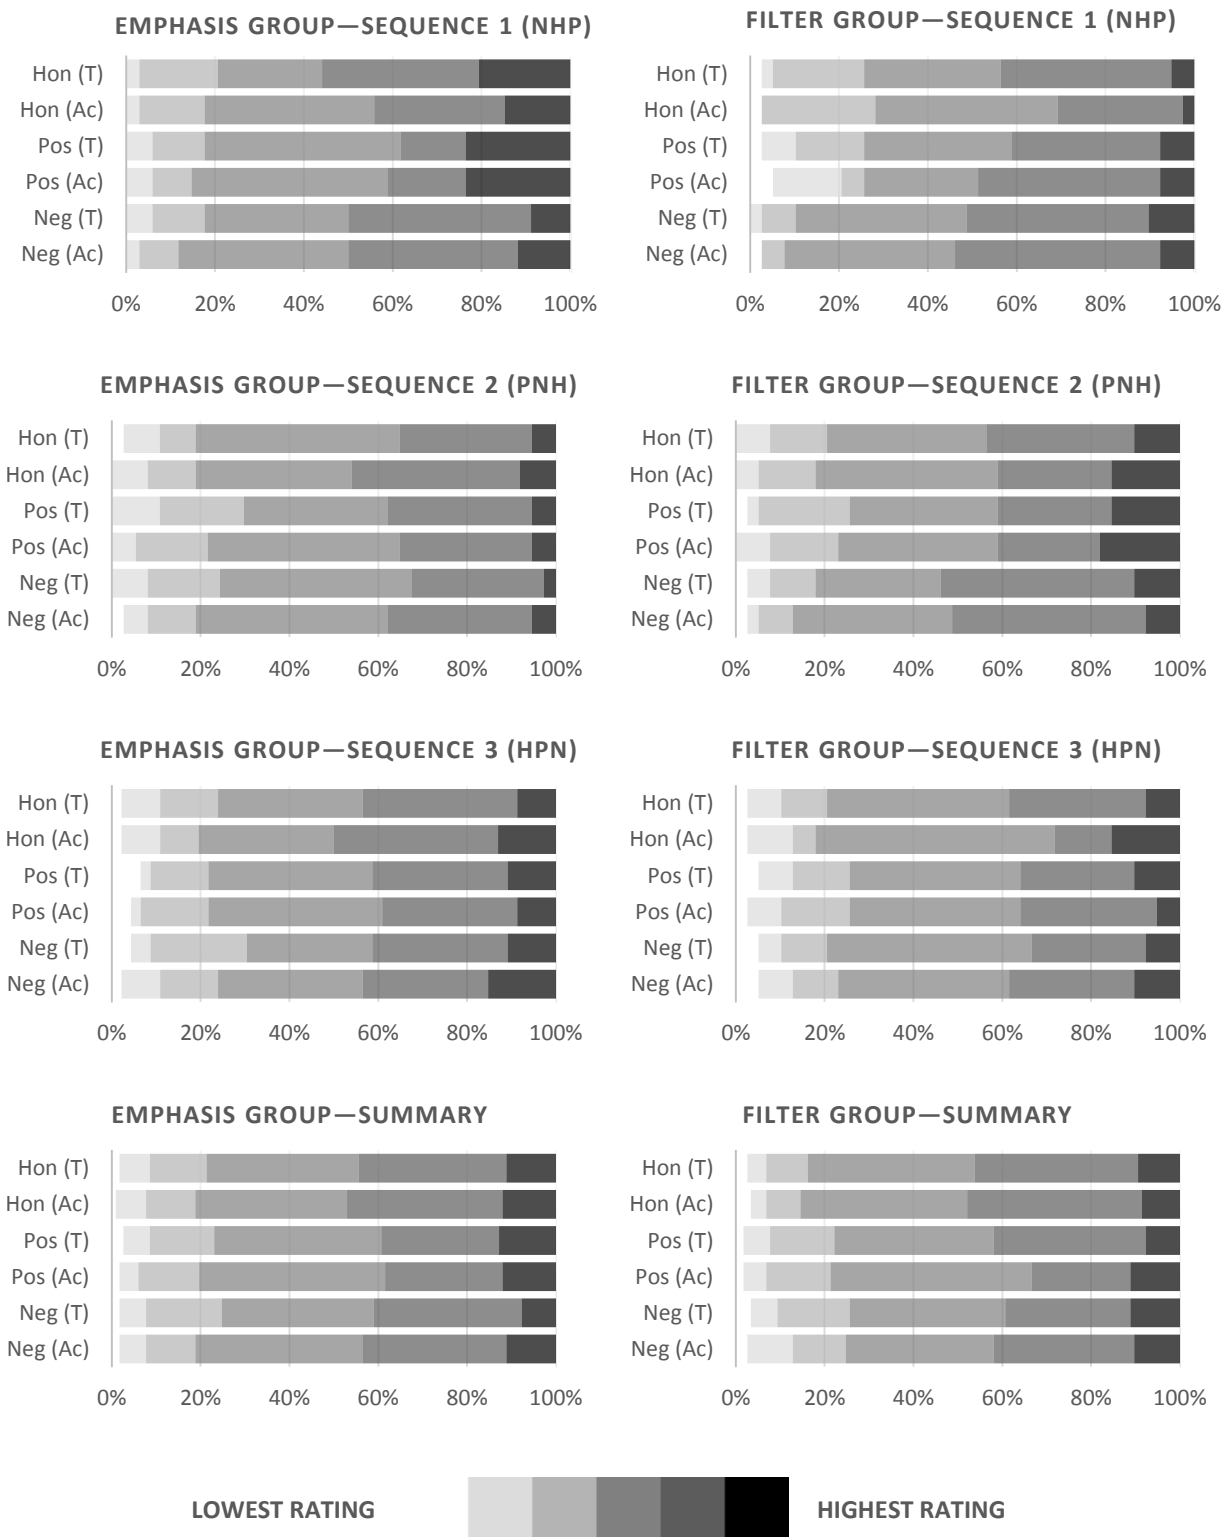 EMPHASIS GROUP—SEQUENCE 1 (NHP)
Hon (T)
Hon (Ac)
Pos (T)
Pos (Ac)
Neg (T)
Neg (Ac)
0% 20% 40% 60% 80% 100%
FILTER GROUP—SEQUENCE 1 (NHP)
Hon (T)
Hon (Ac)
Pos (T)
Pos (Ac)
Neg (T)
Neg (Ac)
0% 20% 40% 60% 80% 100%
EMPHASIS GROUP—SEQUENCE 2 (PNH)
Hon (T)
Hon (Ac)
Pos (T)
Pos (Ac)
Neg (T)
Neg (Ac)
0% 20% 40% 60% 80% 100%
FILTER GROUP—SEQUENCE 2 (PNH)
Hon (T)
Hon (Ac)
Pos (T)
Pos (Ac)
Neg (T)
Neg (Ac)
0% 20% 40% 60% 80% 100%
EMPHASIS GROUP—SEQUENCE 3 (HPN)
Hon (T)
Hon (Ac)
Pos (T)
Pos (Ac)
Neg (T)
Neg (Ac)
0% 20% 40% 60% 80% 100%
FILTER GROUP—SEQUENCE 3 (HPN)
Hon (T)
Hon (Ac)
Pos (T)
Pos (Ac)
Neg (T)
Neg (Ac)
0% 20% 40% 60% 80% 100%
EMPHASIS GROUP—SUMMARY
Hon (T)
Hon (Ac)
Pos (T)
Pos (Ac)
Neg (T)
Neg (Ac)
0% 20% 40% 60% 80% 100%
FILTER GROUP—SUMMARY
Hon (T)
Hon (Ac)
Pos (T)
Pos (Ac)
Neg (T)
Neg (Ac)
0% 20% 40% 60% 80% 100%
LOWEST RATING
HIGHEST RATING